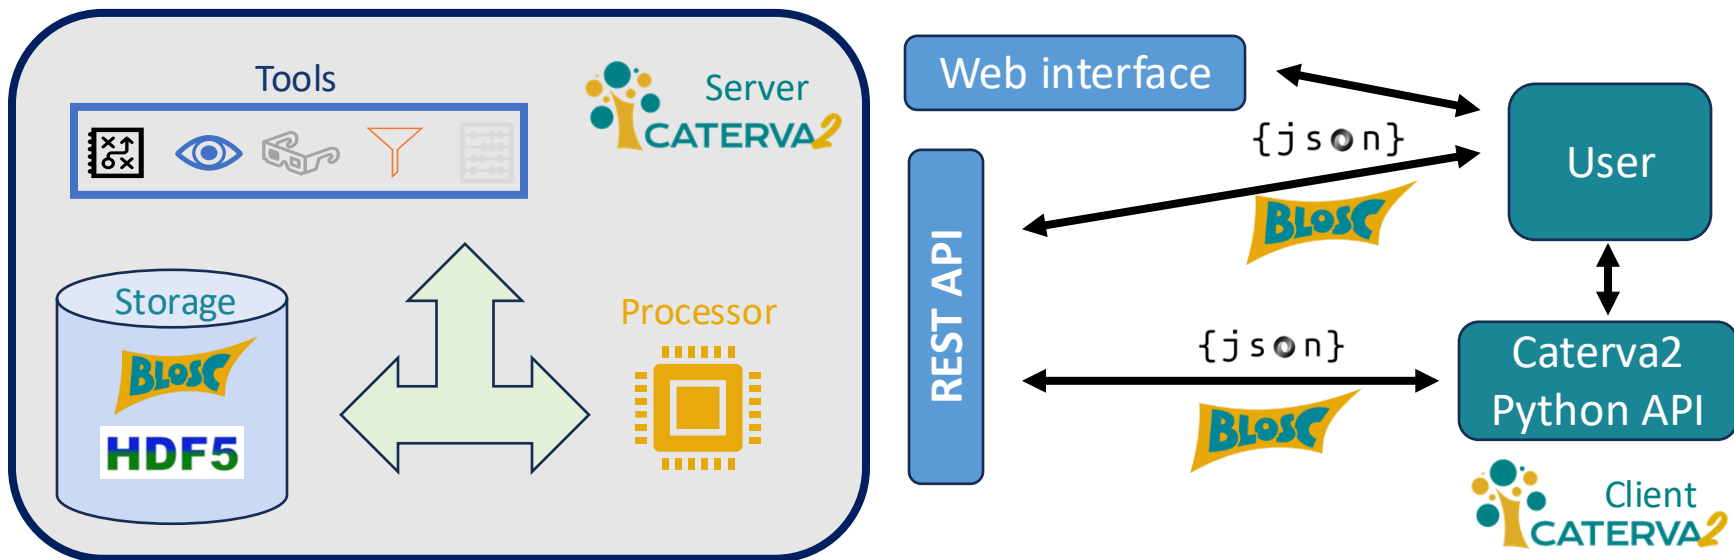 Tools
Server
CATERVA2
Storage
BLOSC
HDF5
Processor
Web interface
REST API
{json}
BLOSC
{json}
BLOSC
User
Caterva2
Python API
Client
CATERVA2